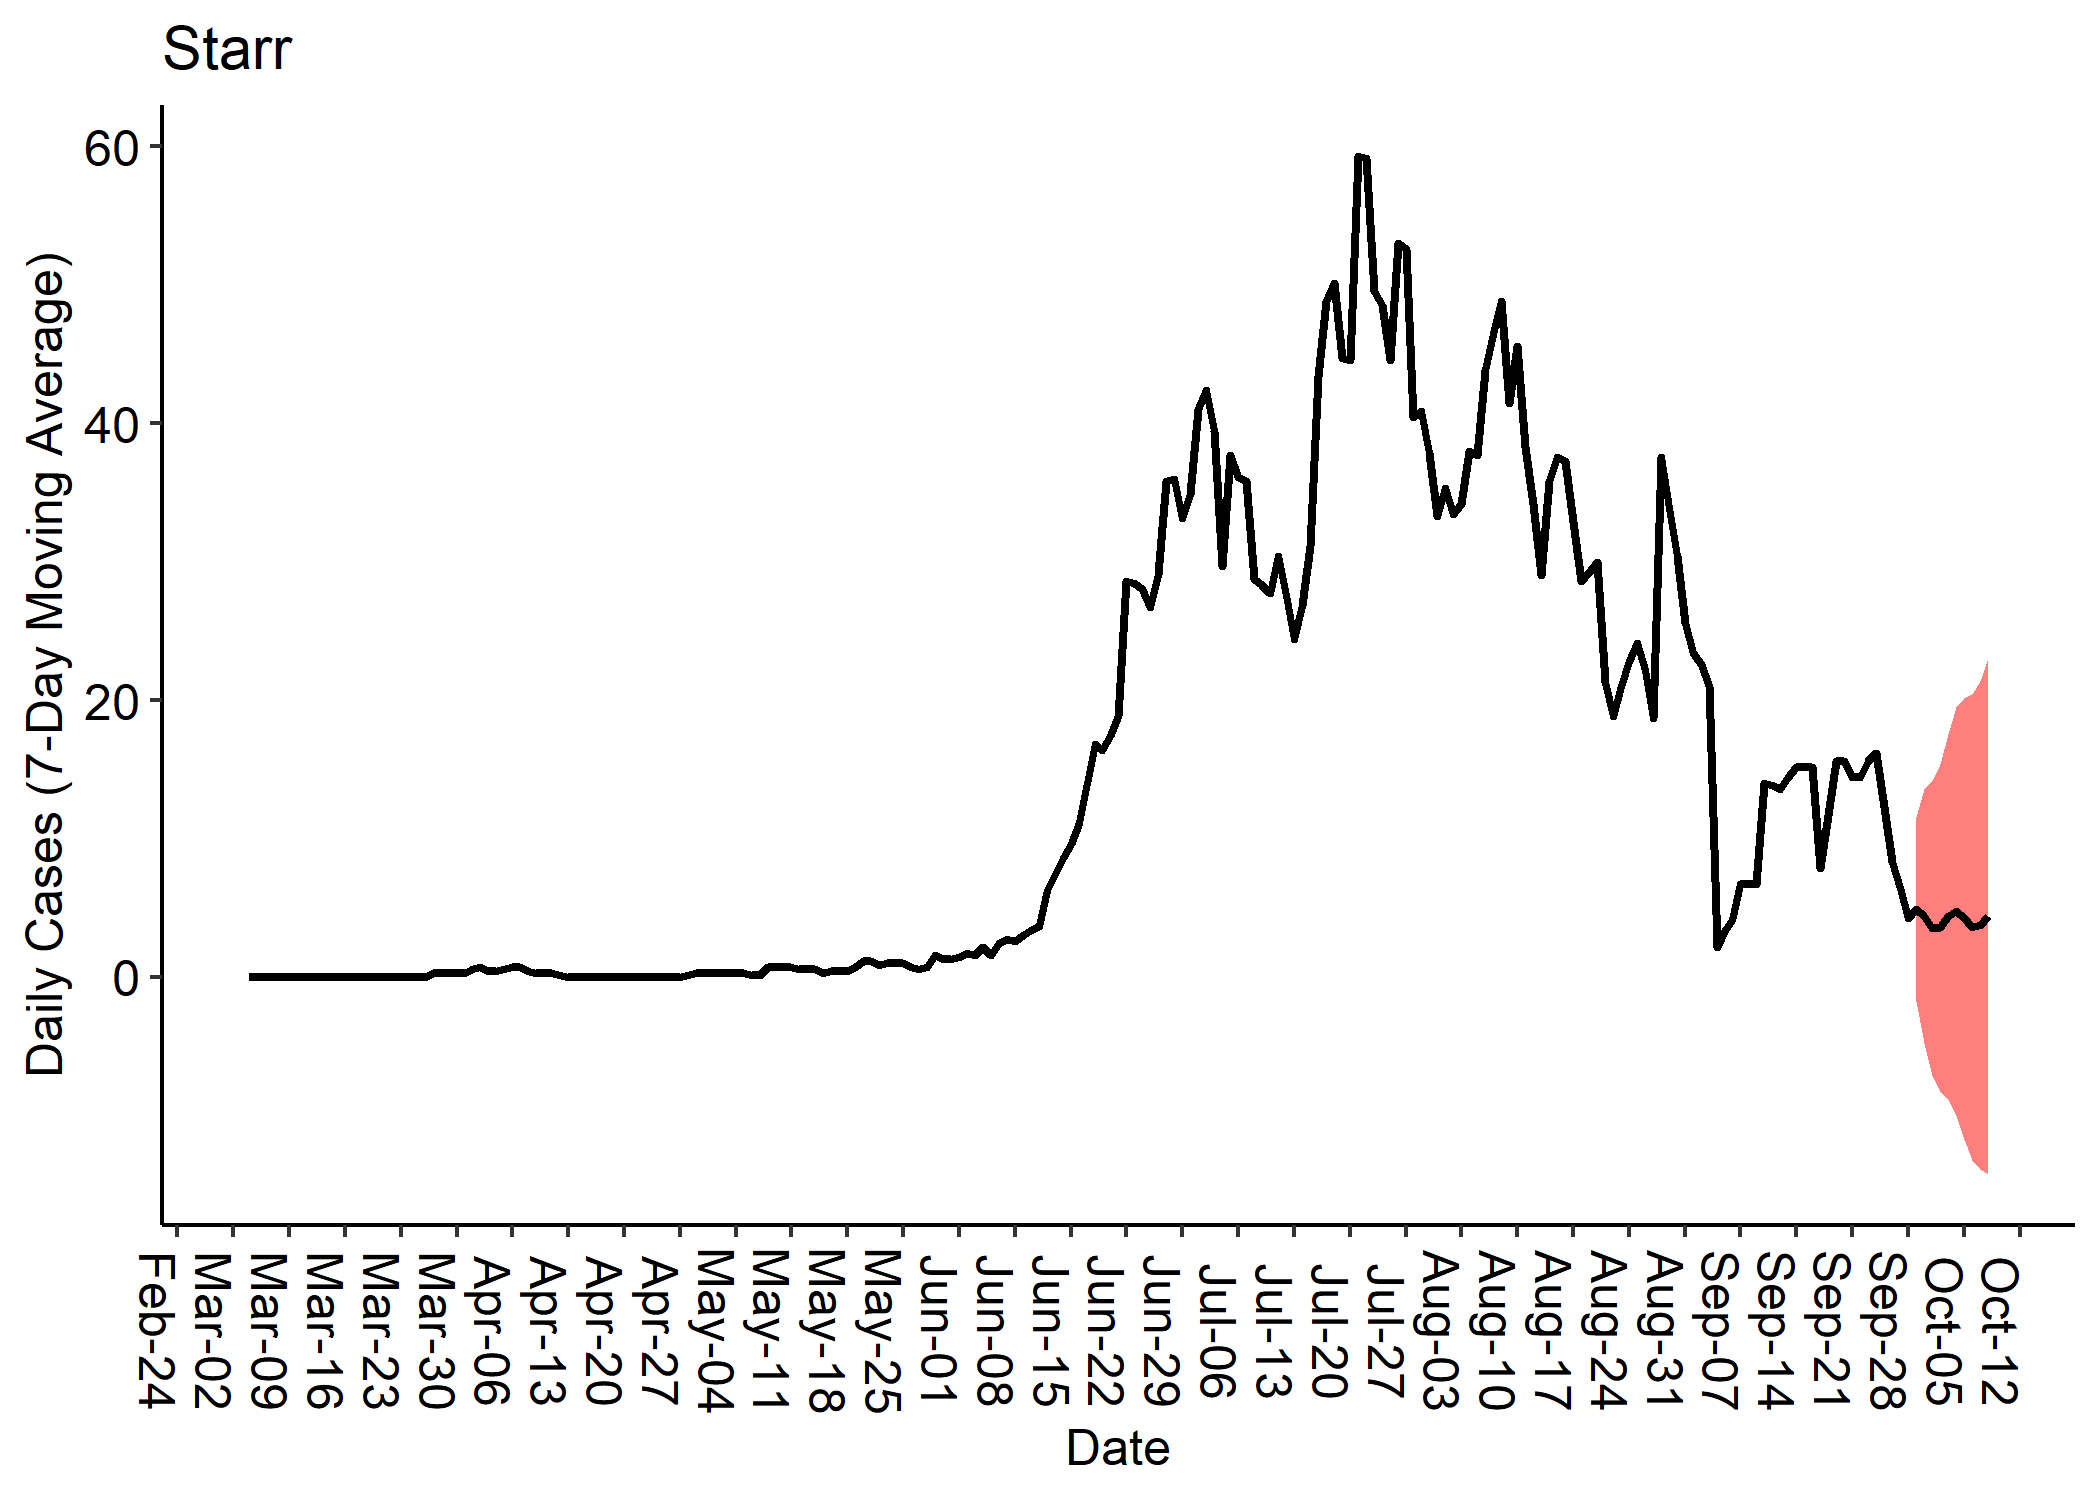 Starr
Daily Cases (7-Day Moving Average)
60
40
20
0
Feb-24
Mar-02
Mar-09
Mar-16
Mar-23
Mar-30
Apr-06
Apr-13
Apr-20
Apr-27
May-04
May-11
May-18
May-25
Jun-01
Jun-08
Jun-15
Jun-22
Jun-29
Jul-06
Jul-13
Jul-20
Jul-27
Aug-03
Aug-10
Aug-17
Aug-24
Aug-31
Sep-07
Sep-14
Sep-21
Sep-28
Oct-05
Oct-12
Date